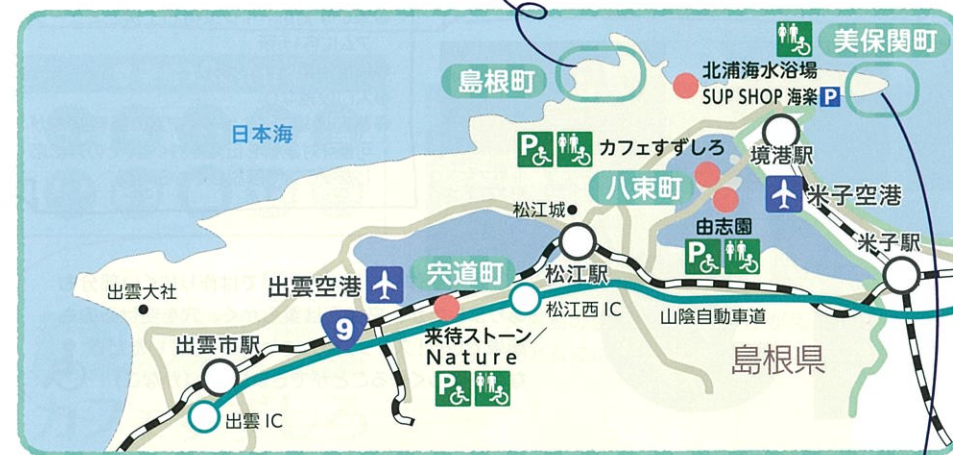 美保関町
島根町
北浦海水浴場
SUP SHOP 海楽 P
日本海
P カフェすずしろ
境港駅
八束町
米子空港
松江城
由志園
P
米子駅
宍道町
松江駅
出雲空港
出雲大社
松江西 IC
山陰自動車道
9
来待ストーン/
Nature
P
島根県
出雲市駅
出雲 IC